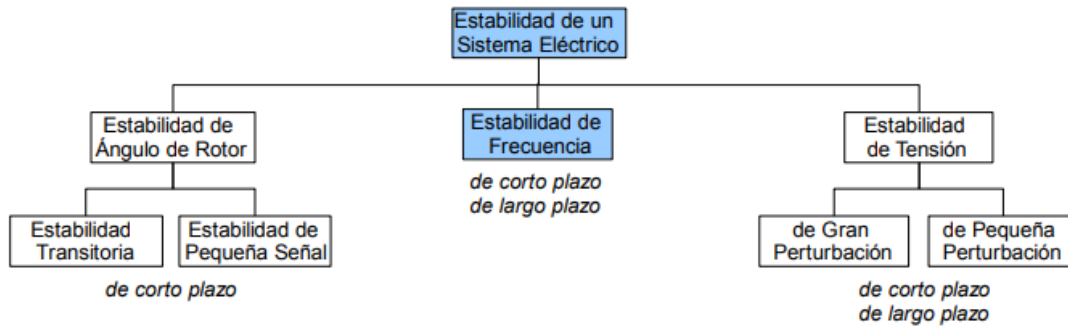 Estabilidad de un
Sistema Eléctrico
Estabilidad de
Ángulo de Rotor
Estabilidad de
Frecuencia
Estabilidad
de Tensión
de corto plazo
de largo plazo
Estabilidad
Transitoria
Estabilidad de
Pequeña Señal
de Gran
Perturbación
de Pequeña
Perturbación
de corto plazo
de corto plazo
de largo plazo